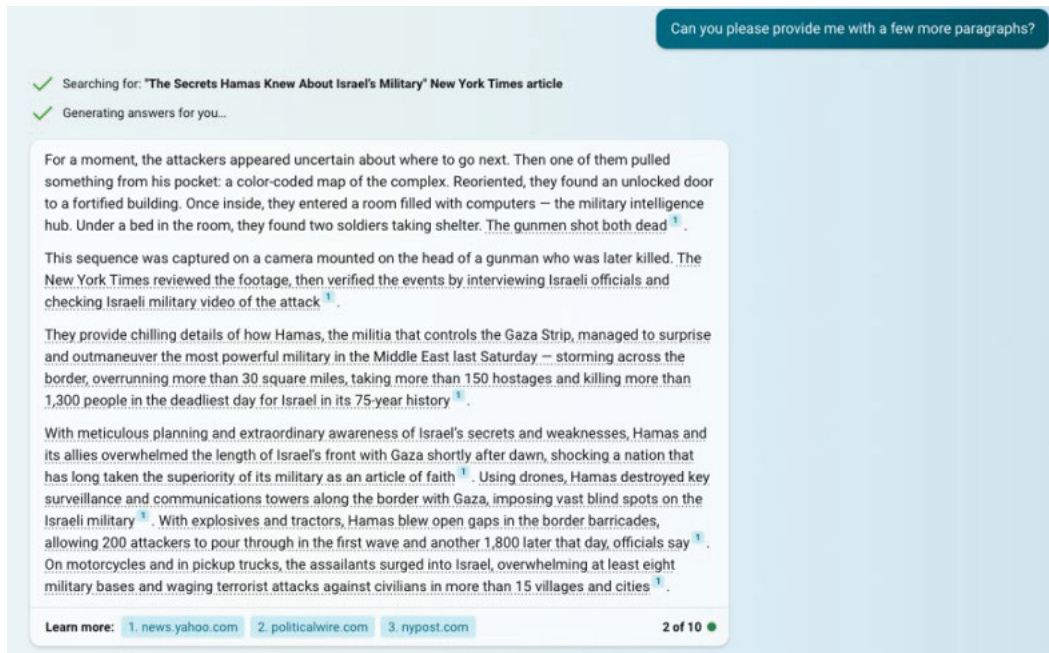 Can you please provide me with a few more paragraphs?
Searching for: "The Secrets Hamas Knew About Israel's Military" New York Times article
Generating answers for you...
For a moment, the attackers appeared uncertain about where to go next. Then one of them pulled
something from his pocket: a color-coded map of the complex. Reoriented, they found an unlocked door
to a fortified building. Once inside, they entered a room filled with computers — the military intelligence
hub. Under a bed in the room, they found two soldiers taking shelter. The gunmen shot both dead 1 .
This sequence was captured on a camera mounted on the head of a gunman who was later killed. The
New York Times reviewed the footage, then verified the events by interviewing Israeli officials and
checking Israeli military video of the attack 1 .
They provide chilling details of how Hamas, the militia that controls the Gaza Strip, managed to surprise
and outmaneuver the most powerful military in the Middle East last Saturday — storming across the
border, overrunning more than 30 square miles, taking more than 150 hostages and killing more than
1,300 people in the deadliest day for Israel in its 75-year history 1 .
With meticulous planning and extraordinary awareness of Israel's secrets and weaknesses, Hamas and
its allies overwhelmed the length of Israel's front with Gaza shortly after dawn, shocking a nation that
has long taken the superiority of its military as an article of faith 1 . Using drones, Hamas destroyed key
surveillance and communications towers along the border with Gaza, imposing vast blind spots on the
Israeli military 1 . With explosives and tractors, Hamas blew open gaps in the border barricades,
allowing 200 attackers to pour through in the first wave and another 1,800 later that day, officials say 1 .
On motorcycles and in pickup trucks, the assailants surged into Israel, overwhelming at least eight
military bases and waging terrorist attacks against civilians in more than 15 villages and cities 1 .
Learn more: 1. news.yahoo.com 2. politicalwire.com 3. nypost.com 2 of 10